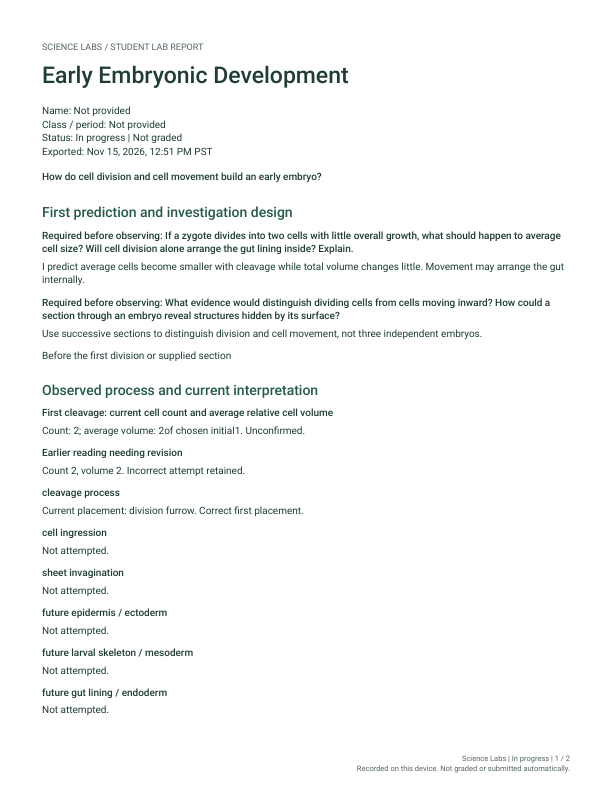 SCIENCE LABS / STUDENT LAB REPORT
Early Embryonic Development
Name: Not provided
Class / period: Not provided
Status: In progress | Not graded
Exported: Nov 15, 2026, 12:51 PM PST
How do cell division and cell movement build an early embryo?
First prediction and investigation design
Required before observing: If a zygote divides into two cells with little overall growth, what should happen to average
cell size? Will cell division alone arrange the gut lining inside? Explain.
I predict average cells become smaller with cleavage while total volume changes little. Movement may arrange the gut
internally.
Required before observing: What evidence would distinguish dividing cells from cells moving inward? How could a
section through an embryo reveal structures hidden by its surface?
Use successive sections to distinguish division and cell movement, not three independent embryos.
Before the first division or supplied section
Observed process and current interpretation
First cleavage: current cell count and average relative cell volume
Count: 2; average volume: 2of chosen initial1. Unconfirmed.
Earlier reading needing revision
Count 2, volume 2. Incorrect attempt retained.
cleavage process
Current placement: division furrow. Correct first placement.
cell ingression
Not attempted.
sheet invagination
Not attempted.
future epidermis / ectoderm
Not attempted.
future larval skeleton / mesoderm
Not attempted.
future gut lining / endoderm
Not attempted.
Science Labs | In progress | 1 / 2
Recorded on this device. Not graded or submitted automatically.